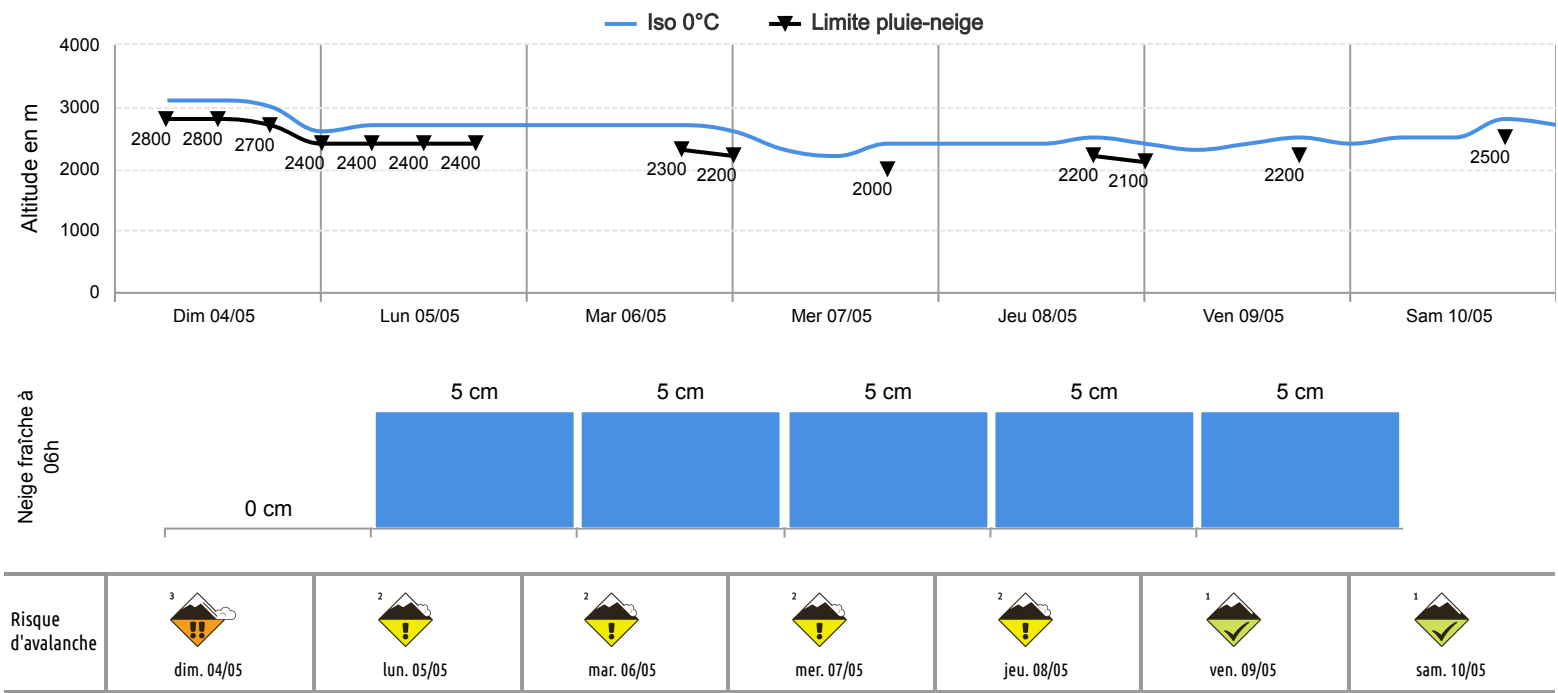 Iso 0°C Limite pluie-neige
Altitude en m
4000
3000
2000
1000
0
2800 2800 2700 2400 2400 2400 2400 2300 2200 2000 2200 2100 2200 2500
Dim 04/05 Lun 05/05 Mar 06/05 Mer 07/05 Jeu 08/05 Ven 09/05 Sam 10/05
Neige fraîche à
06h
0 cm 5 cm 5 cm 5 cm 5 cm 5 cm
Risque
d'avalanche
3 2 2 2 2 1 1
!! ! ! ! !
dim. 04/05 lun. 05/05 mar. 06/05 mer. 07/05 jeu. 08/05 ven. 09/05 sam. 10/05